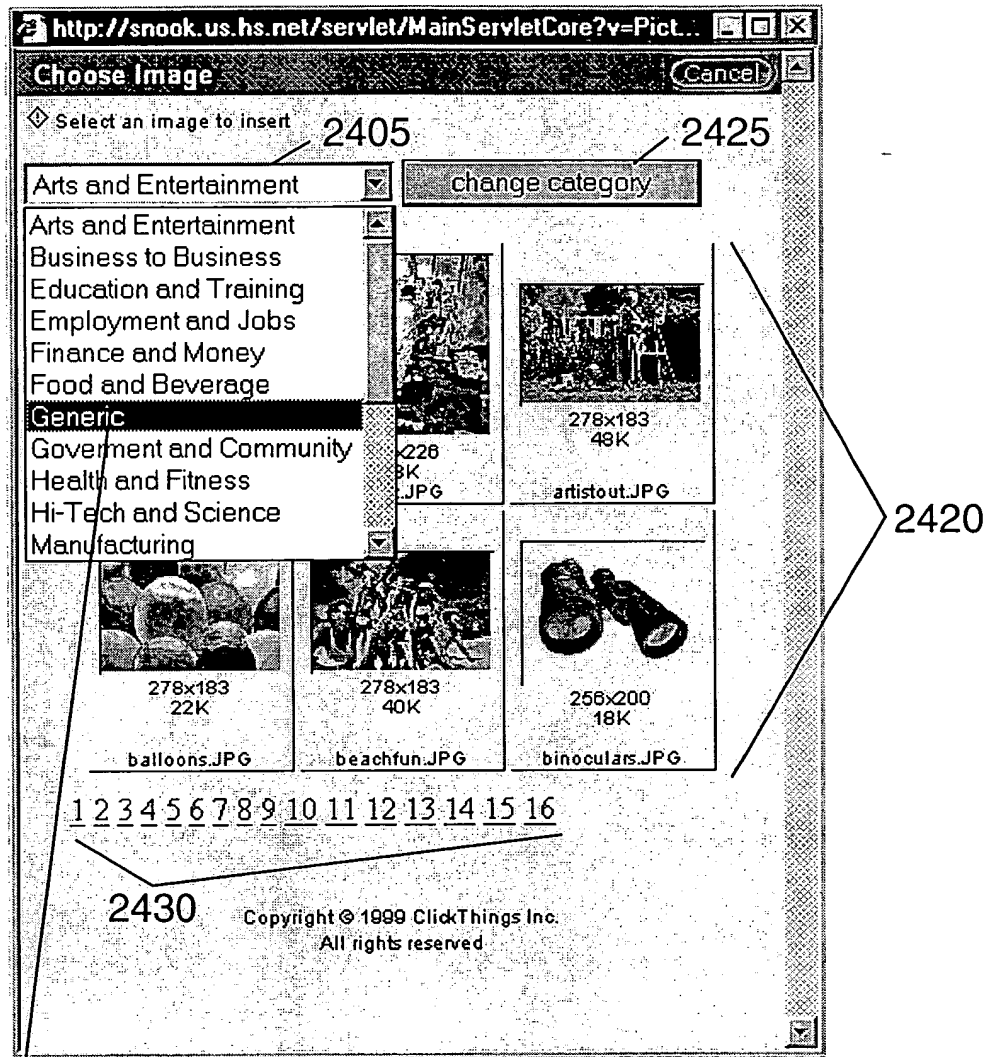 http://snook.us.hs.net/servlet/MainServletCore?v=Pict...
Choose Image
Cancel
Select an image to insert
2405
2425
Arts and Entertainment
change category
Arts and Entertainment
Business to Business
Education and Training
Employment and Jobs
Finance and Money
Food and Beverage
Generic
Goverment and Community
Health and Fitness
Hi-Tech and Science
Manufacturing
x226
.JPG
278x183
48K
artistout.JPG
2420
278x183
22K
balloons.JPG
278x183
40K
beachfun.JPG
256x200
18K
binoculars.JPG
1 2 3 4 5 6 7 8 9 10 11 12 13 14 15 16
2430
Copyright © 1999 ClickThings Inc.
All rights reserved